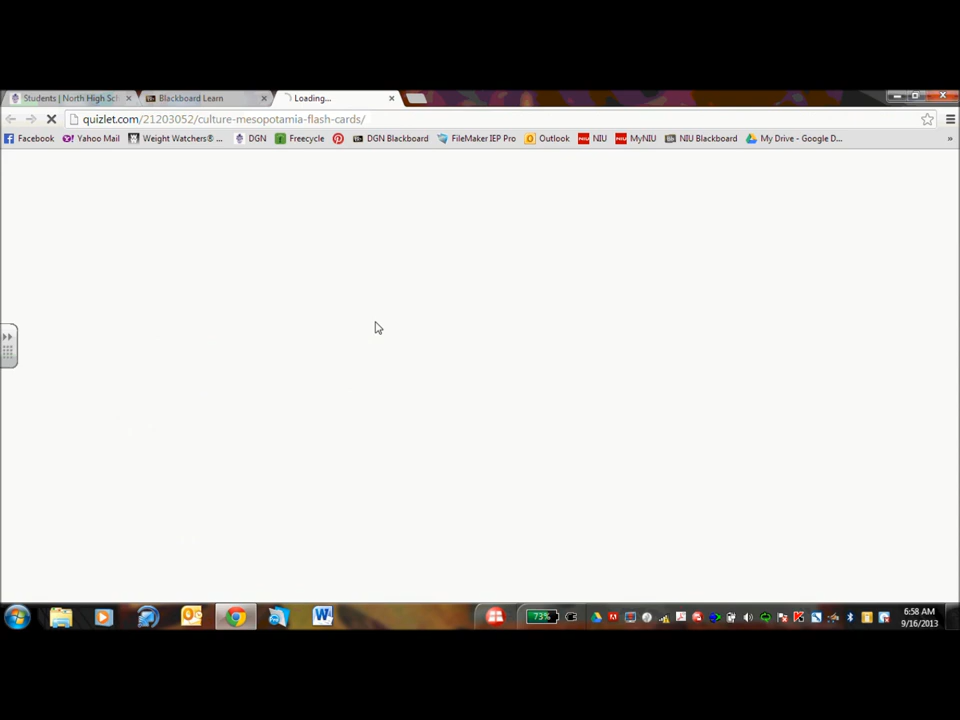 Students | North High Sch
Blackboard Learn
Loading...
quizlet.com/21203052/culture-mesopotamia-flash-cards/
Facebook
Yahoo Mail
Weight Watchers® ...
DGN
Freecycle
DGN Blackboard
FileMaker IEP Pro
Outlook
NIU
MyNIU
NIU Blackboard
My Drive - Google D...
73%
6:58 AM
9/16/2013